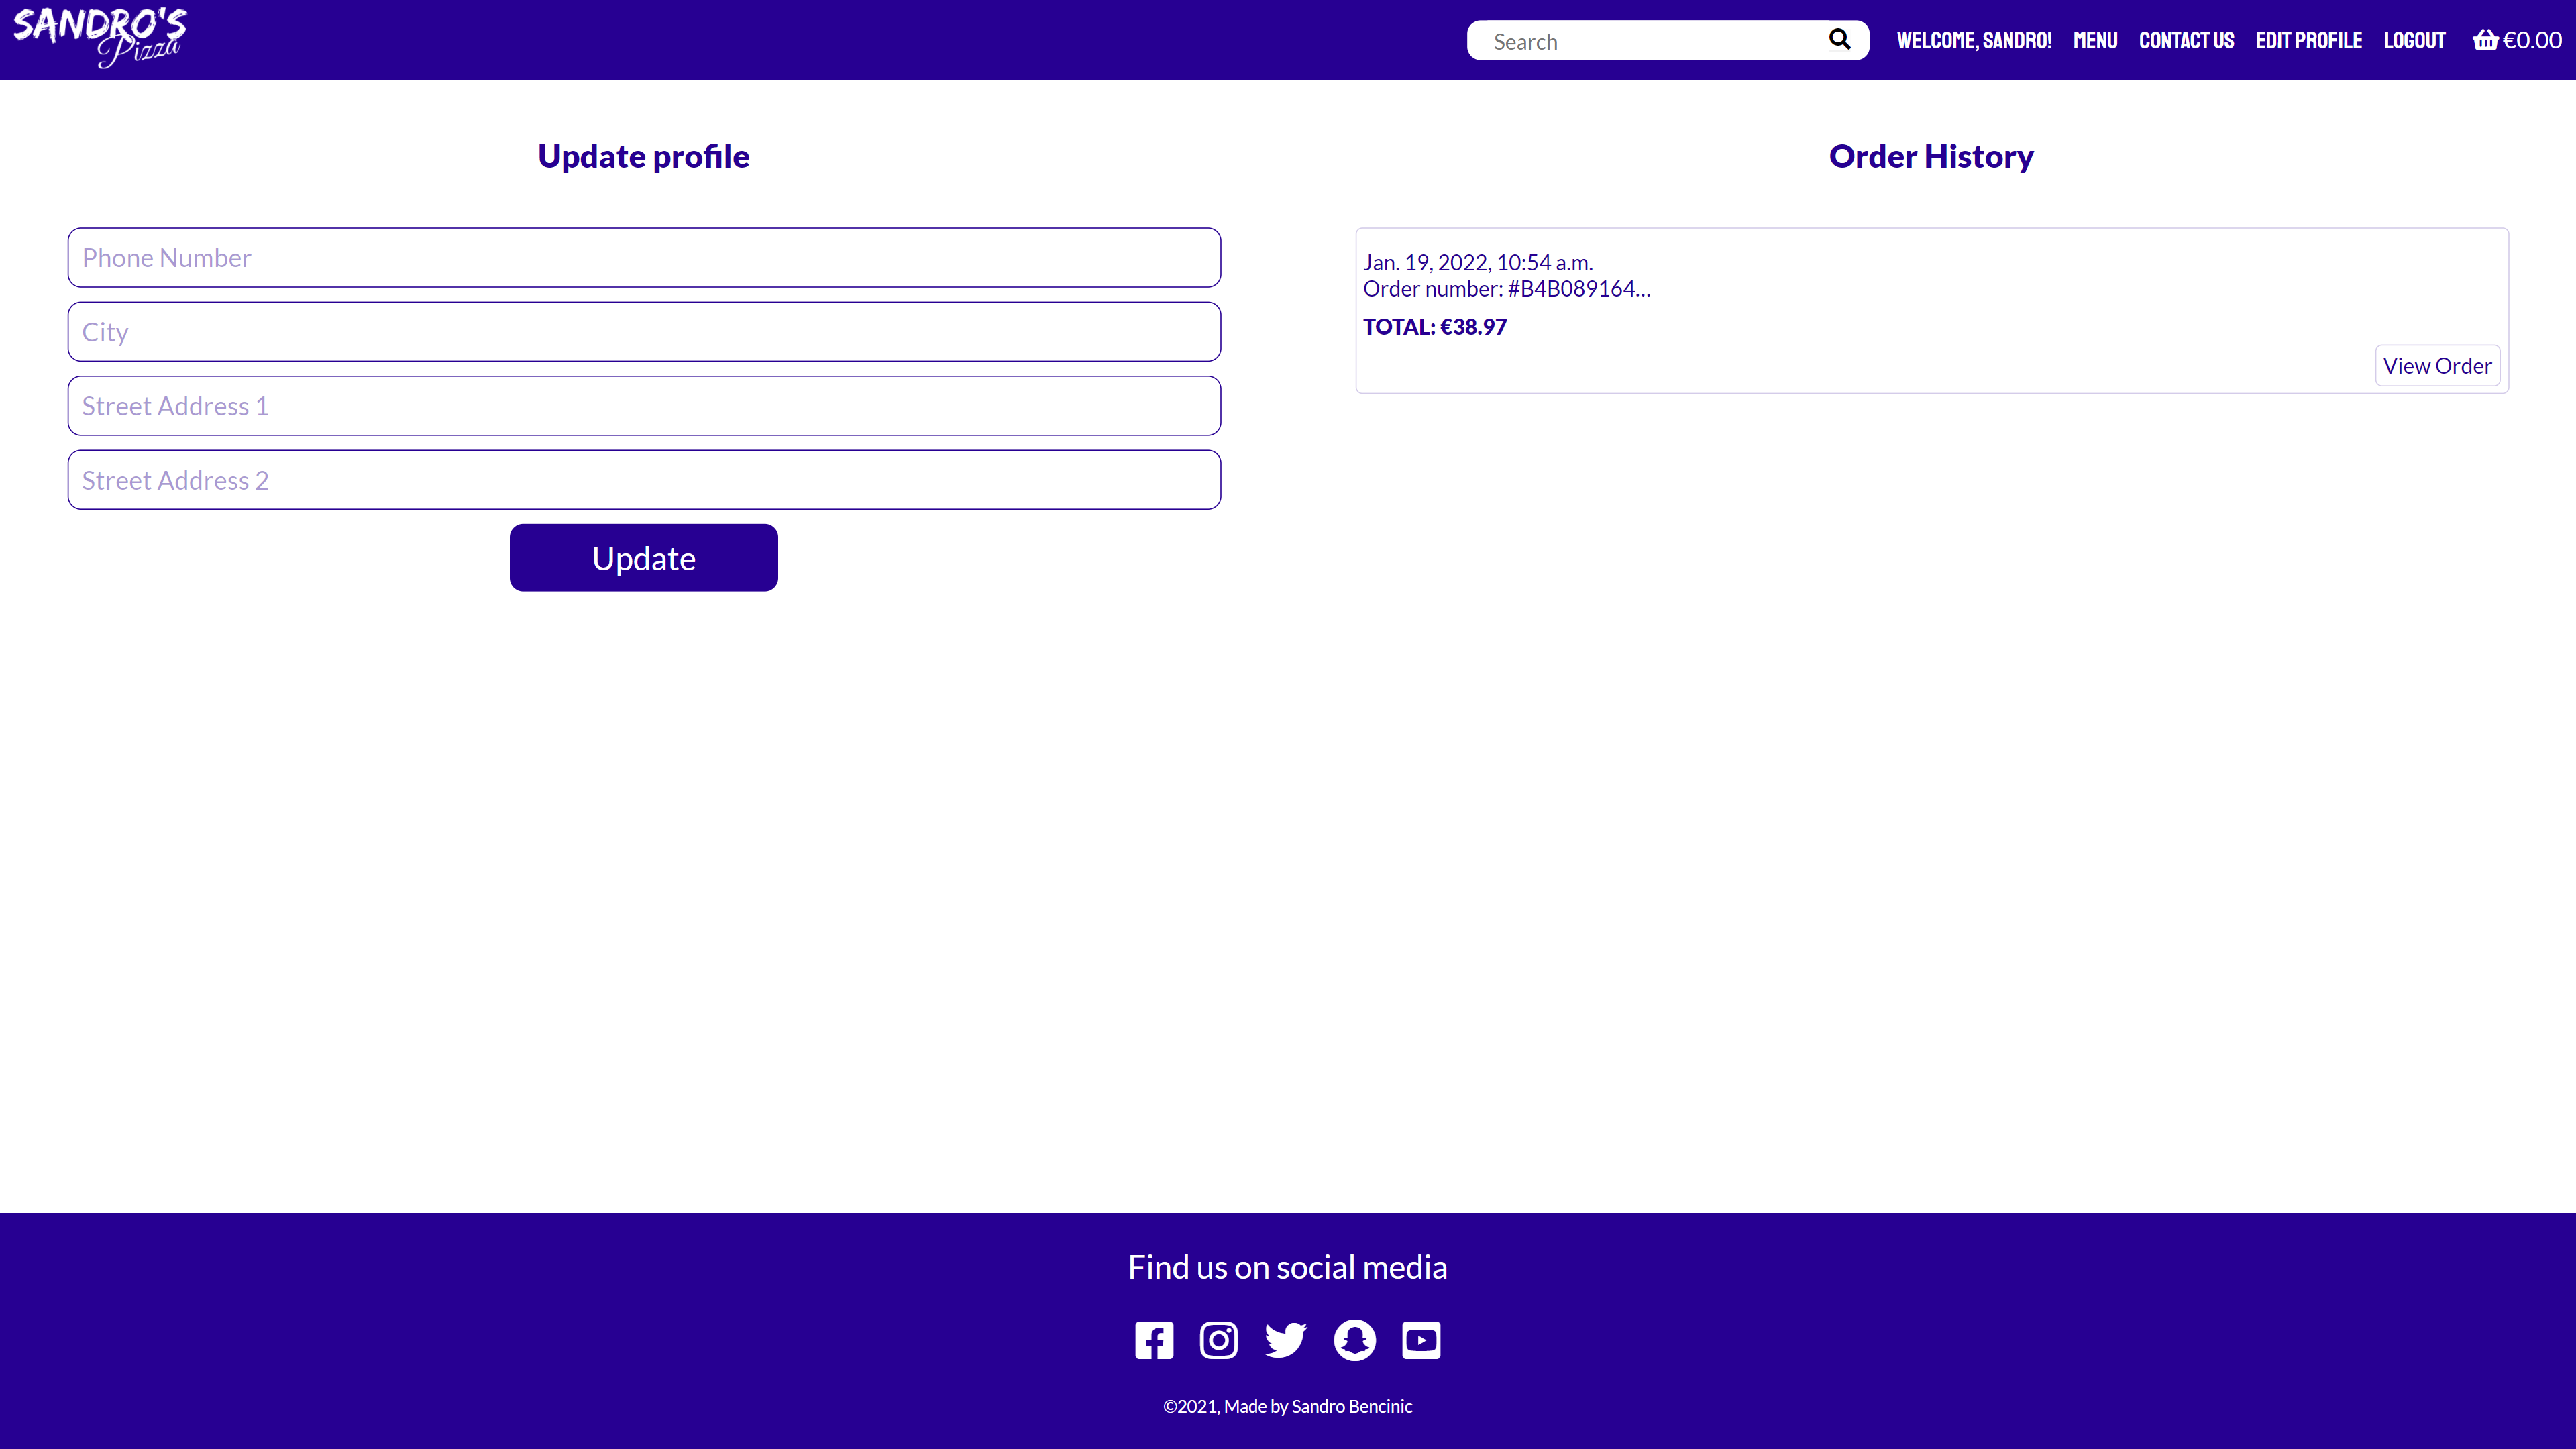 SANDRO'S
Pizza
Search
WELCOME, SANDRO!
MENU
CONTACT US
EDIT PROFILE
LOGOUT
€0.00
Update profile
Phone Number
City
Street Address 1
Street Address 2
Update
Order History
Jan. 19, 2022, 10:54 a.m.
Order number: #B4B089164...
TOTAL: €38.97
View Order
Find us on social media
©2021, Made by Sandro Bencinic